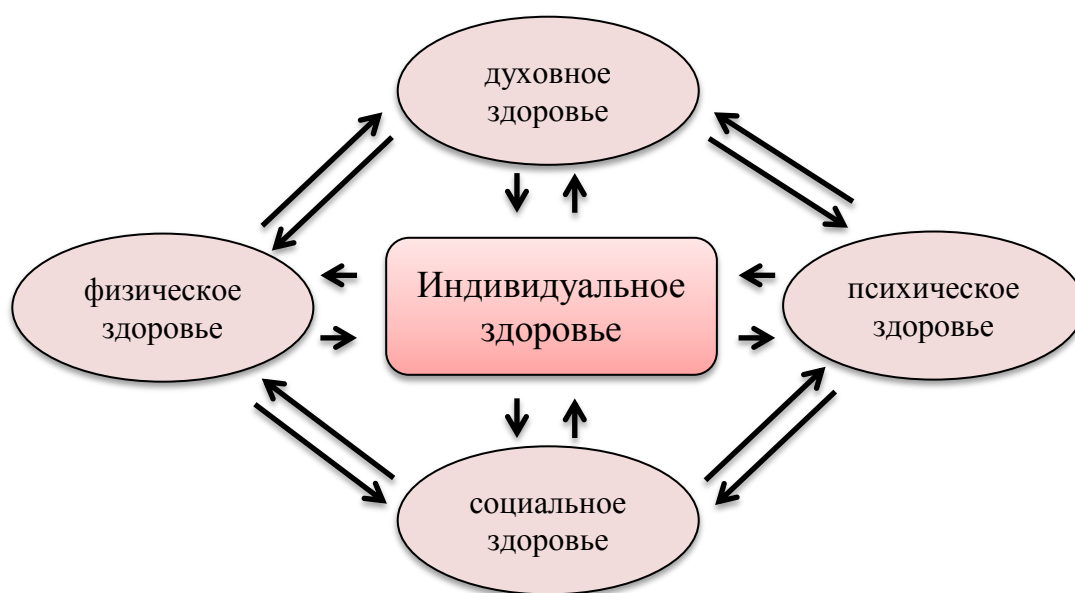 духовное
здоровье
физическое
здоровье
Индивидуальное
здоровье
психическое
здоровье
социальное
здоровье